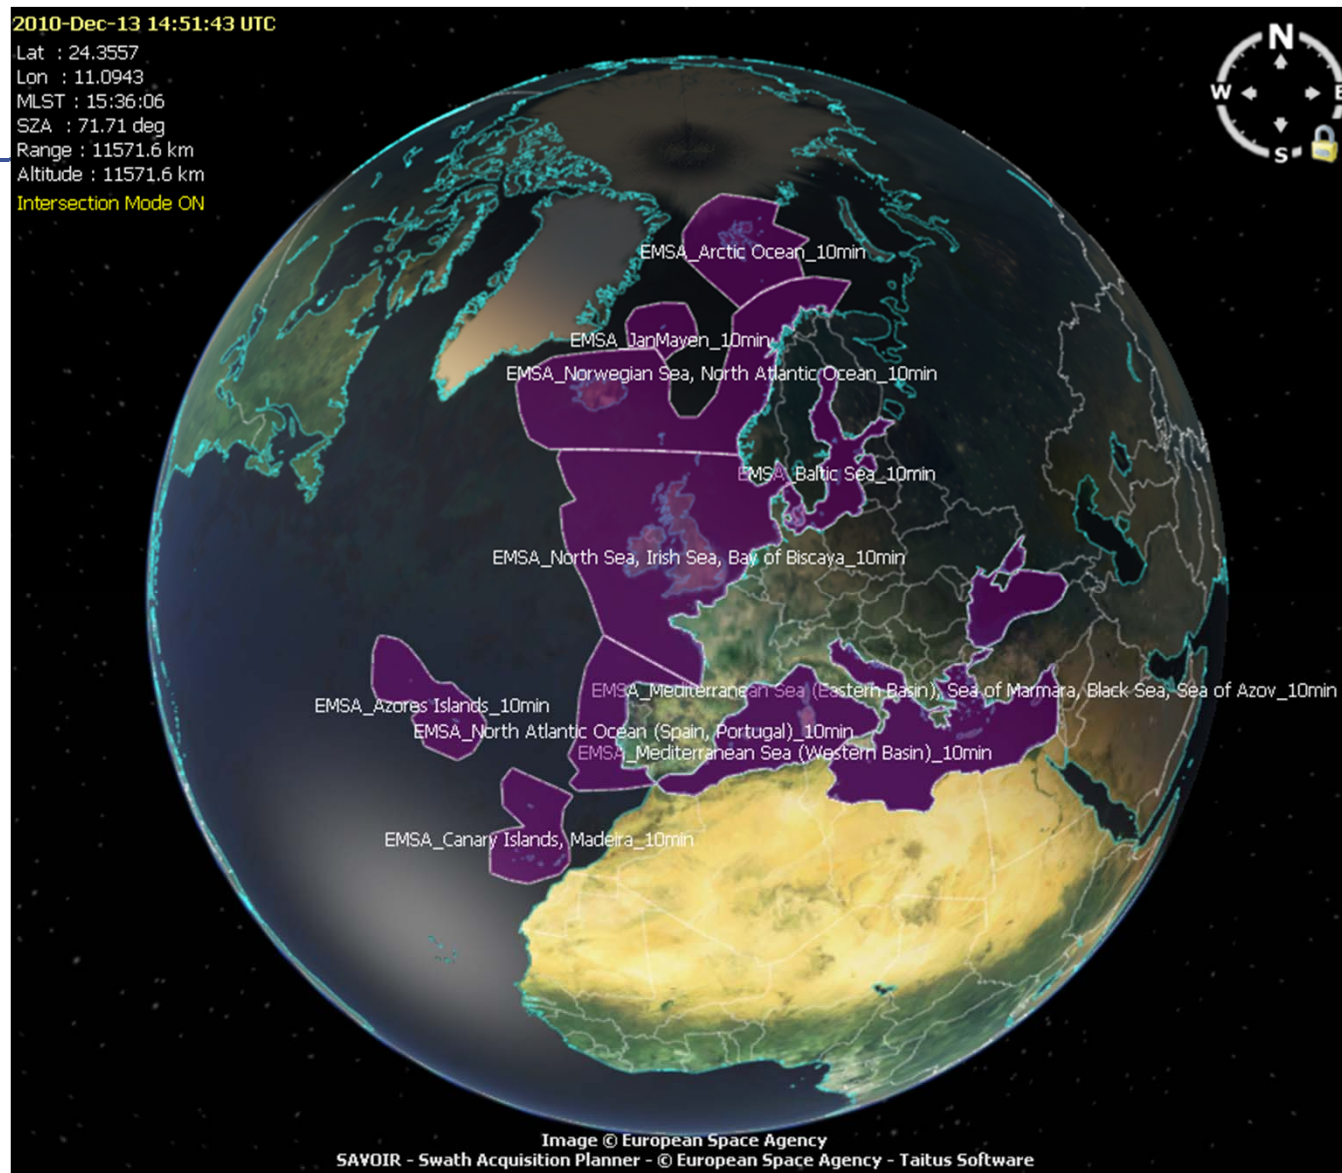 2010-Dec-13 14:51:43 UTC
Lat : 24.3557
Lon : 11.0943
MLST : 15:36:06
SZA : 71.71 deg
Range : 11571.6 km
Altitude : 11571.6 km
Intersection Mode ON
N
W
E
S
EMSA_Arctic Ocean_10min
EMSA_JanMayen_10min
EMSA_Norwegian Sea, North Atlantic Ocean_10min
EMSA_Baltic Sea_10min
EMSA_North Sea, Irish Sea, Bay of Biscaya_10min
EMSA_Mediterranean Sea (Eastern Basin), Sea of Marmara, Black Sea, Sea of Azov_10min
EMSA_Azores Islands_10min
EMSA_North Atlantic Ocean (Spain, Portugal)_10min
EMSA_Mediterranean Sea (Western Basin)_10min
EMSA_Canary Islands, Madeira_10min
Image © European Space Agency
SAVOIR - Swath Acquisition Planner - © European Space Agency - Taitus Software